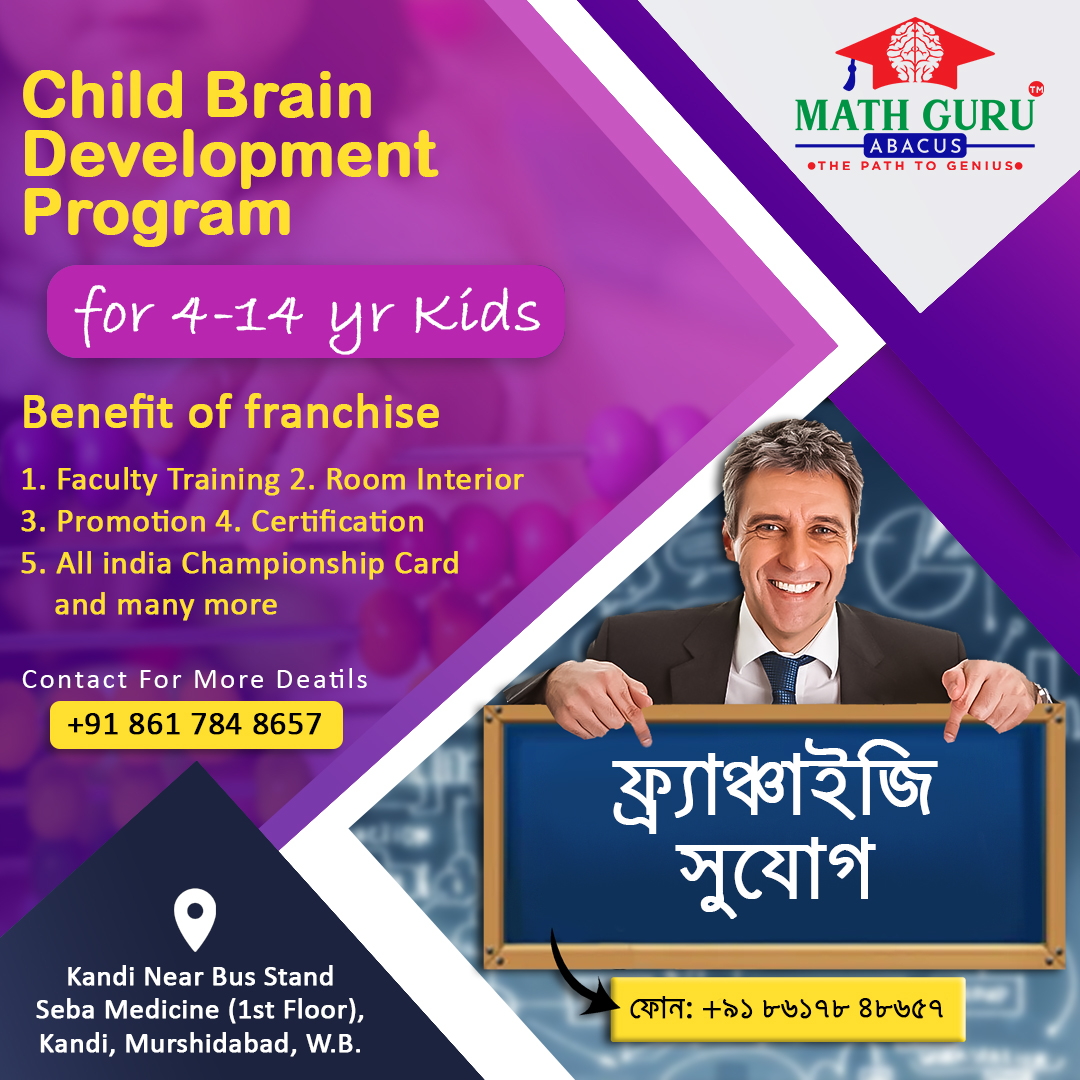 Child Brain
Development
Program
for 4-14 yr Kids
Benefit of franchise
1. Faculty Training 2. Room Interior
3. Promotion 4. Certification
5. All india Championship Card
and many more
Contact For More Deatils
+91 861 784 8657
Kandi Near Bus Stand
Seba Medicine (1st Floor),
Kandi, Murshidabad, W.B.
MATH GURU TM
ABACUS
•THE PATH TO GENIUS•
ফ্র্যাঞ্চাইজি
সুযোগ
ফোন: +৯১ ৮৬১৭৮ ৪৮৬৫৭